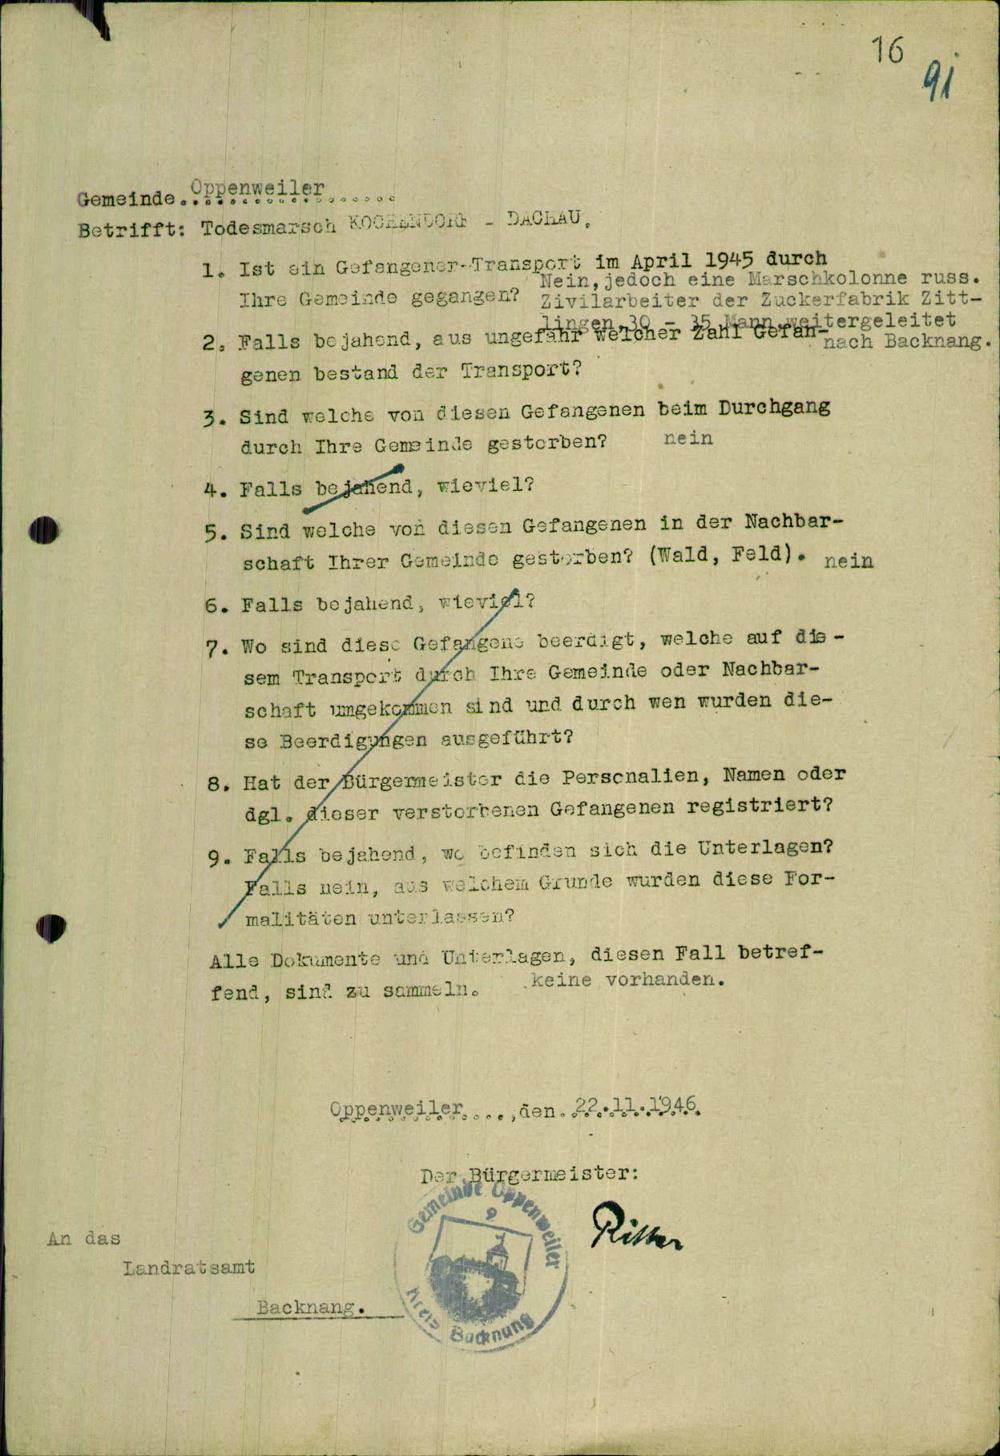 16
91
Gemeinde..Oppenweiler......
Betrifft: Todesmarsch KOCHENDORF - DACHAU.
1. Ist ein Gefangener-Transport im April 1945 durch
Ihre Gemeinde gegangen? Nein,jedoch eine Marschkolonne russ.
Zivilarbeiter der Zuckerfabrik Zitt-
lingen,30 - 35 Mann,weitergeleitet
nach Backnang.
2. Falls bejahend, aus ungefähr welcher Zahl Gefan-
genen bestand der Transport?
3. Sind welche von diesen Gefangenen beim Durchgang
durch Ihre Gemeinde gestorben? nein
4. Falls bejahend, wieviel?
5. Sind welche von diesen Gefangenen in der Nachbar-
schaft Ihrer Gemeinde gestorben? (Wald, Feld). nein
6. Falls bejahend, wieviel?
7. Wo sind diese Gefangene beerdigt, welche auf die-
sem Transport durch Ihre Gemeinde oder Nachbar-
schaft umgekommen sind und durch wen wurden die-
se Beerdigungen ausgeführt?
8. Hat der Bürgermeister die Personalien, Namen oder
dgl. dieser verstorbenen Gefangenen registriert?
9. Falls bejahend, wo befinden sich die Unterlagen?
Falls nein, aus welchem Grunde wurden diese For-
malitäten unterlassen?
Alle Dokumente und Unterlagen, diesen Fall betref-
fend, sind zu sammeln. keine vorhanden.
Oppenweiler....,den.22.11.1946.
Der Bürgermeister:
Gemeinde Oppenweiler
9
Kreis Backnang
Ritter
An das
Landratsamt
Backnang.